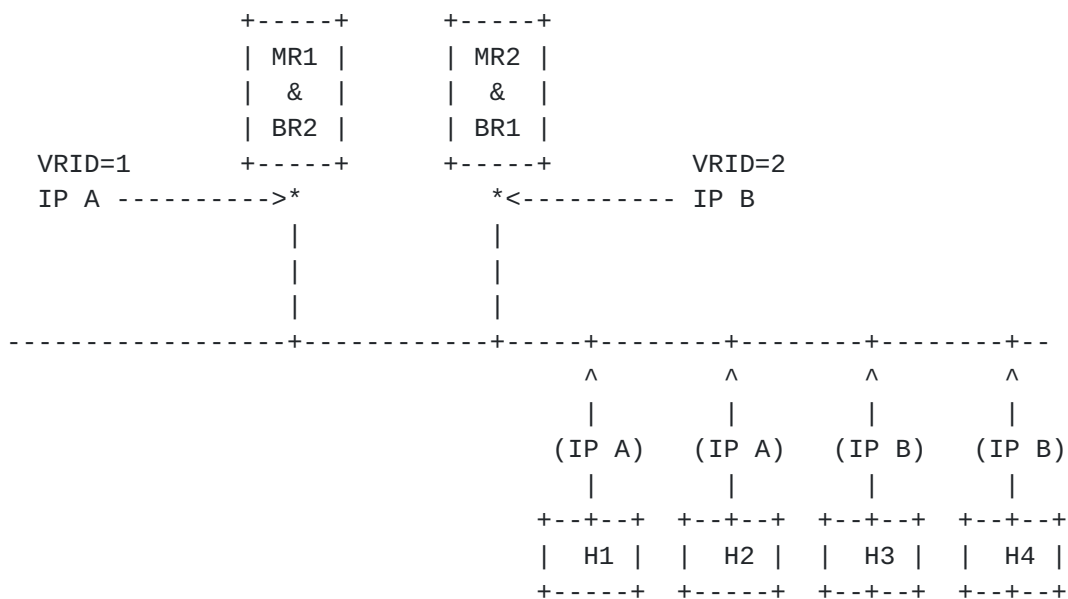 +-----+      +-----+
| MR1 |      | MR2 |
|  &  |      |  &  |
| BR2 |      | BR1 |
VRID=1       +-----+      +-----+         VRID=2
IP A ---------->*            *<---------- IP B
|            |
|            |
|            |
------------------+------------+-----+--------+--------+--------+--
^        ^        ^        ^
|        |        |        |
(IP A)   (IP A)   (IP B)   (IP B)
|        |        |        |
+--+--+  +--+--+  +--+--+  +--+--+
|  H1 |  |  H2 |  |  H3 |  |  H4 |
+-----+  +-----+  +--+--+  +--+--+